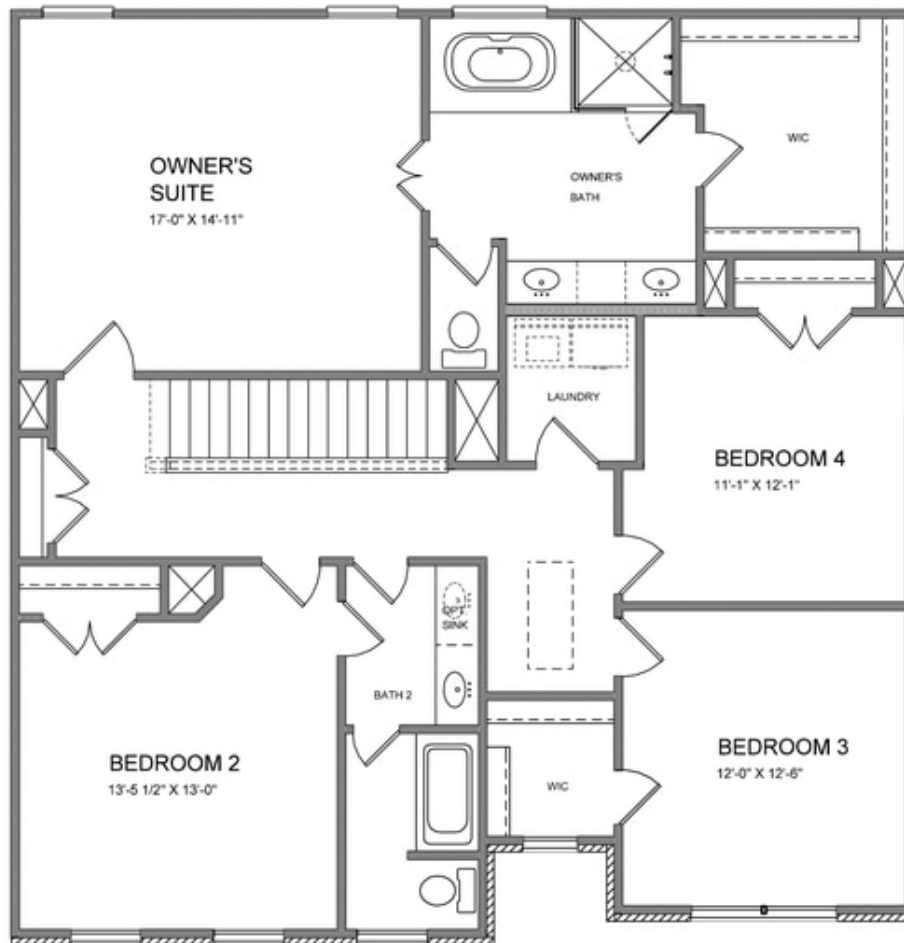 OWNER'S
SUITE
17'-0" X 14'-11"
OWNER'S
BATH
WIC
LAUNDRY
BEDROOM 4
11'-1" X 12'-1"
OPT.
SINK
BATH 2
BEDROOM 2
13'-5 1/2" X 13'-0"
WIC
BEDROOM 3
12'-0" X 12'-6"